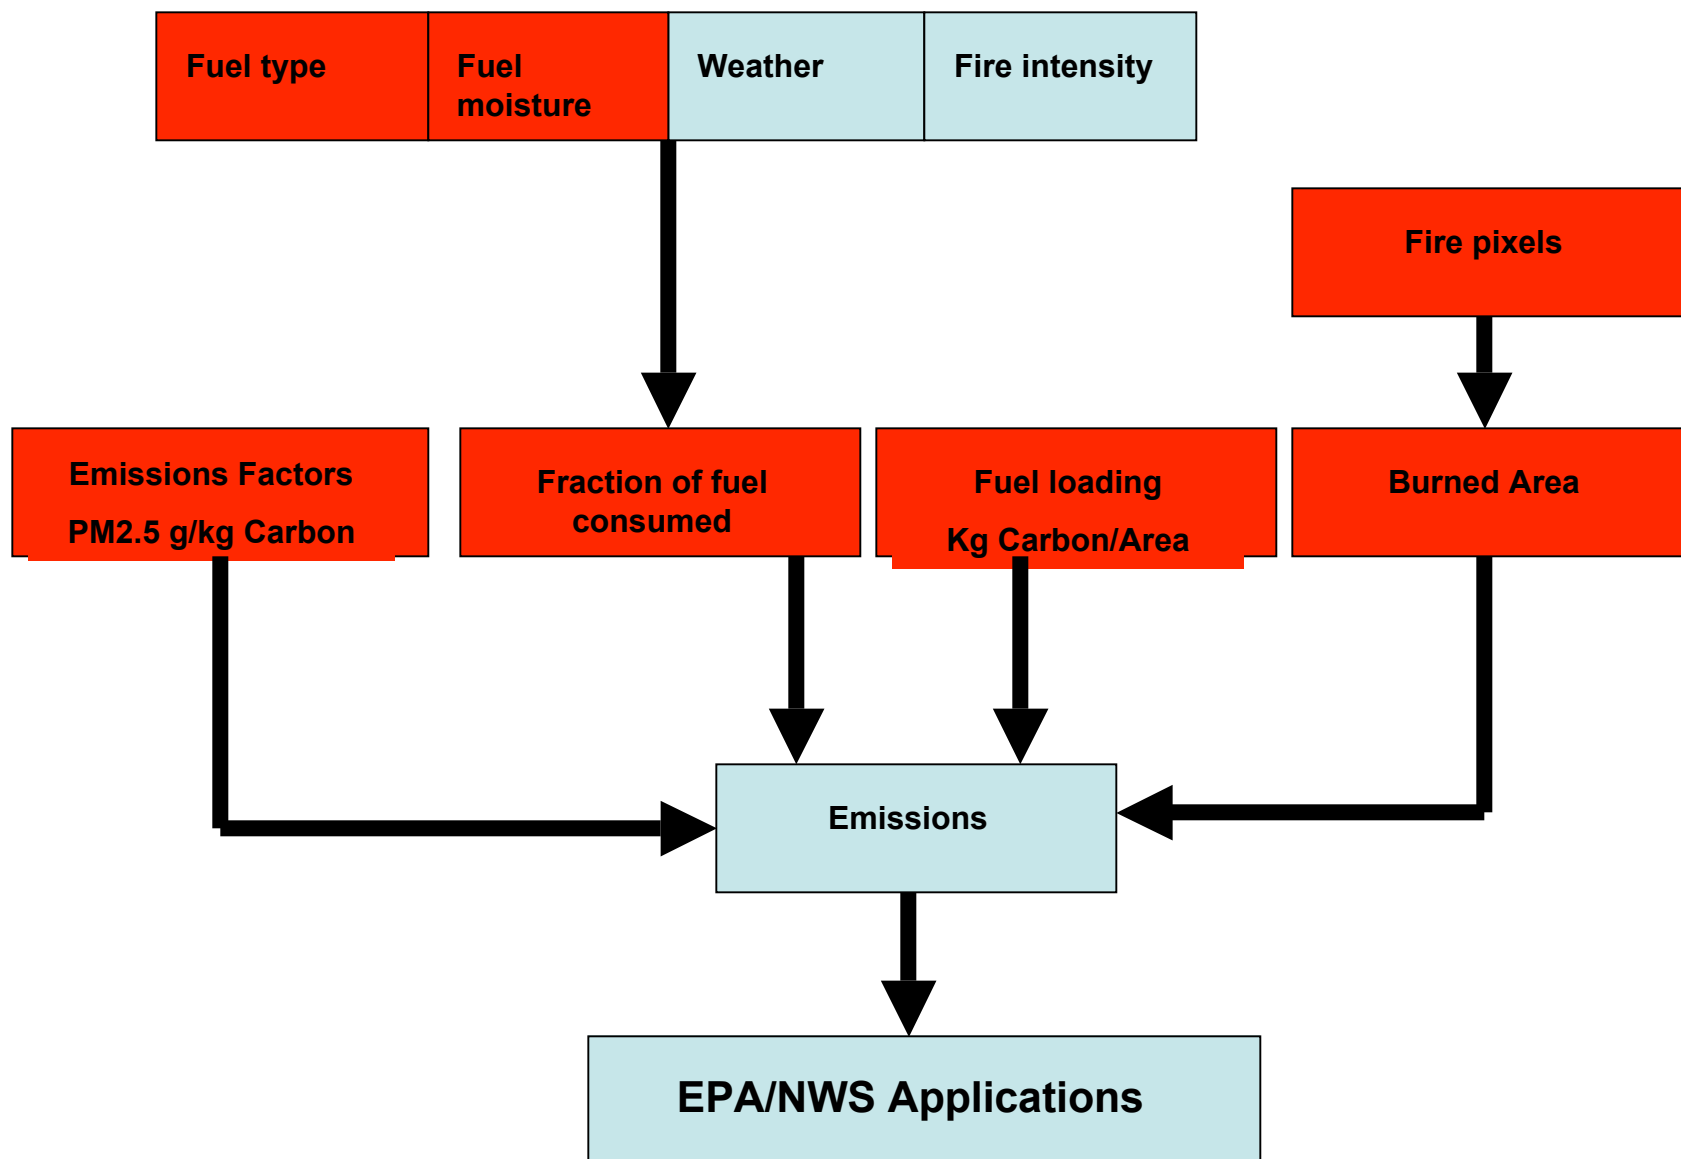 Fuel type
Fuel
moisture
Weather
Fire intensity
Fire pixels
Emissions Factors
PM2.5 g/kg Carbon
Fraction of fuel
consumed
Fuel loading
Kg Carbon/Area
Burned Area
Emissions
EPA/NWS Applications